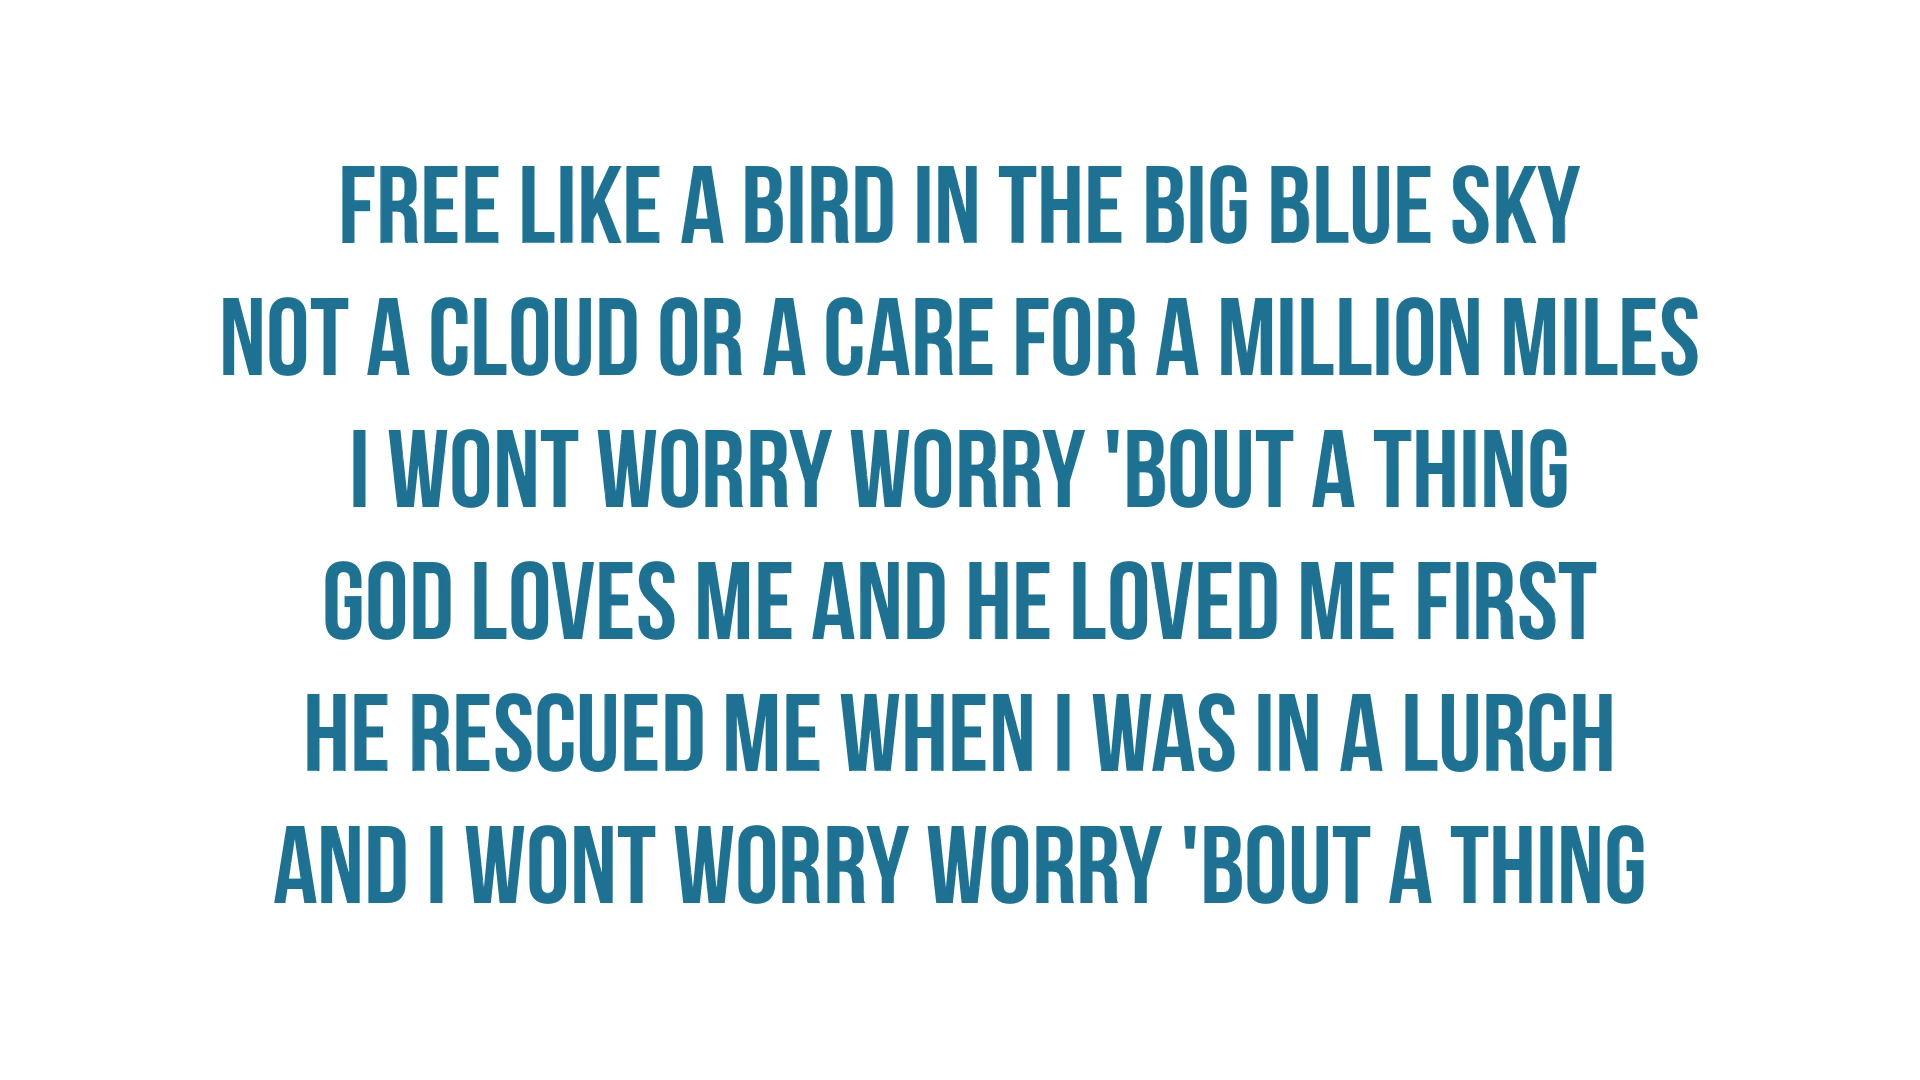 FREE LIKE A BIRD IN THE BIG BLUE SKY
NOT A CLOUD OR A CARE FOR A MILLION MILES
I WONT WORRY WORRY 'BOUT A THING
GOD LOVES ME AND HE LOVED ME FIRST
HE RESCUED ME WHEN I WAS IN A LURCH
AND I WONT WORRY WORRY 'BOUT A THING